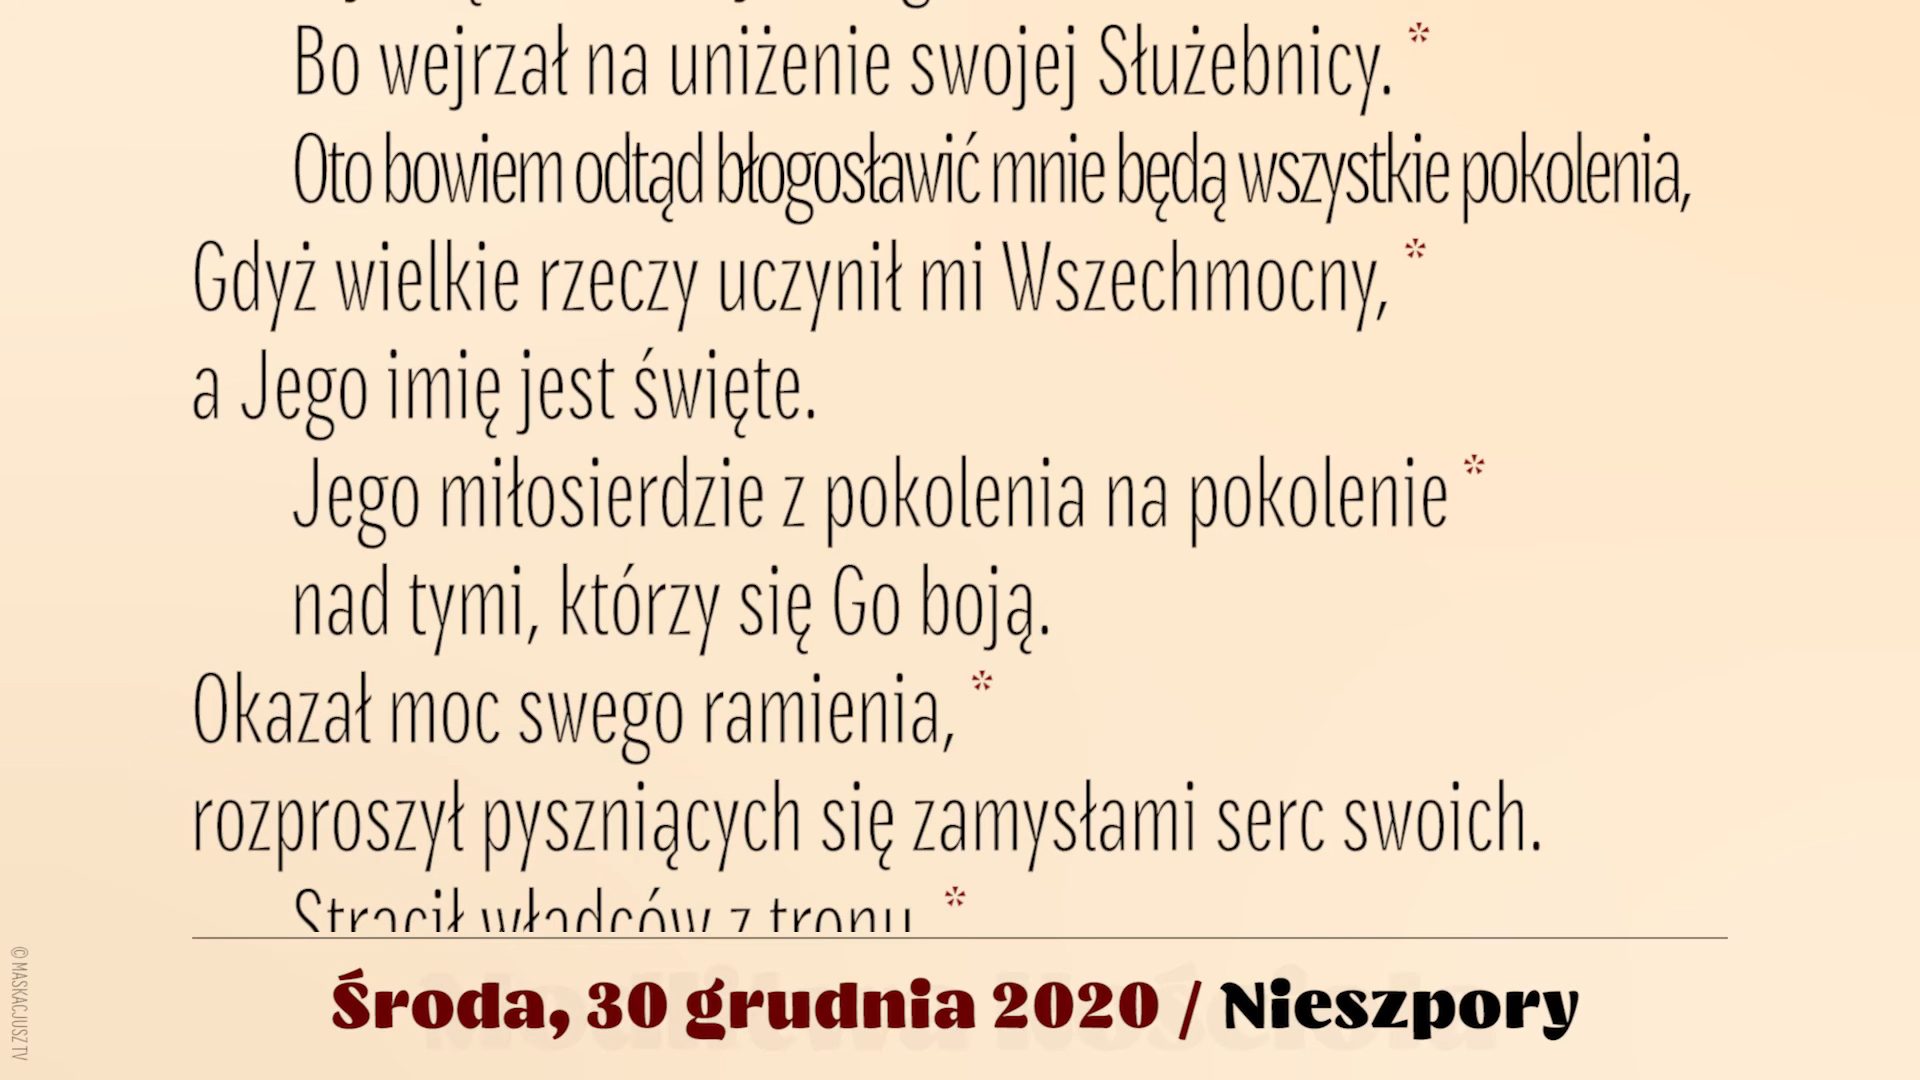 Bo wejrzał na uniżenie swojej Służebnicy. *
Oto bowiem odtąd błogosławić mnie będą wszystkie pokolenia,
Gdyż wielkie rzeczy uczynił mi Wszechmocny, *
a Jego imię jest święte.
Jego miłosierdzie z pokolenia na pokolenie *
nad tymi, którzy się Go boją.
Okazał moc swego ramienia, *
rozproszył pyszniących się zamysłami serc swoich.
Strącił władców z tronu *
Środa, 30 grudnia 2020 / Nieszpory
© MASKACJUSZ TV